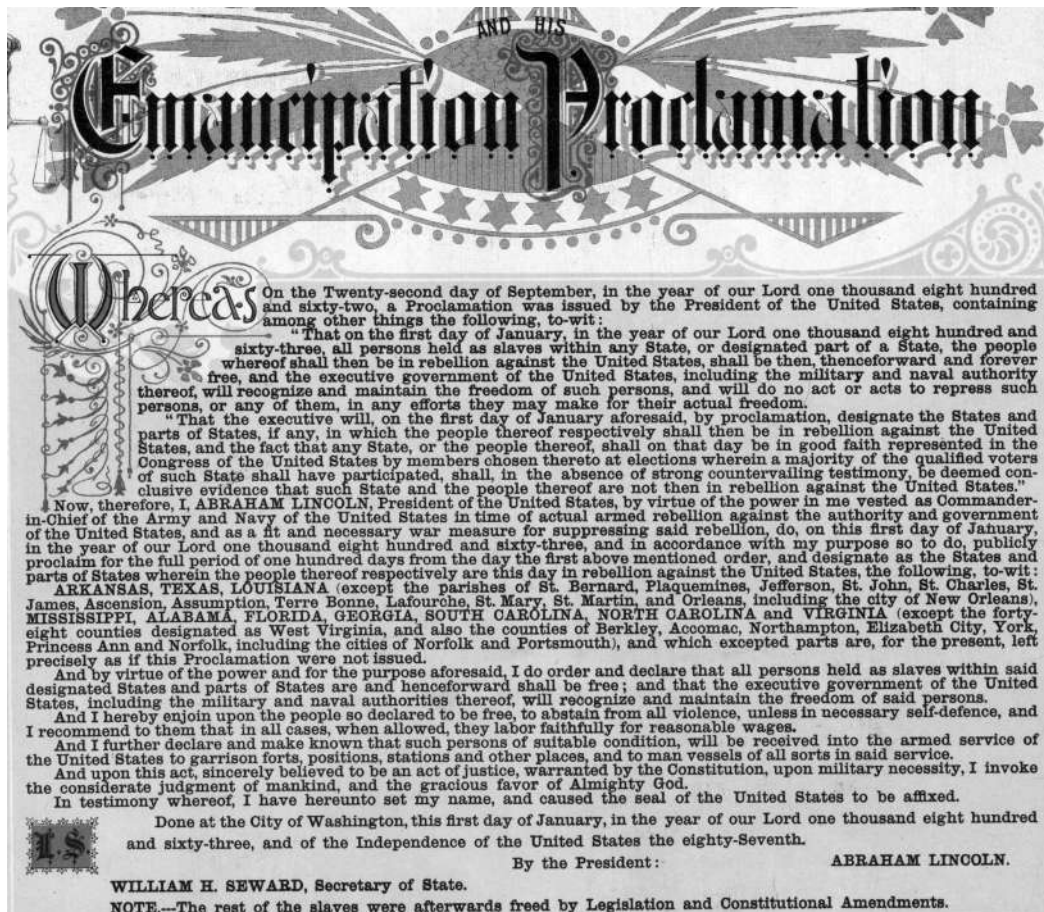 AND HIS
Emancipation Proclamation
Whereas On the Twenty-second day of September, in the year of our Lord one thousand eight hundred
and sixty-two, a Proclamation was issued by the President of the United States, containing
among other things the following, to-wit:
"That on the first day of January, in the year of our Lord one thousand eight hundred and
sixty-three, all persons held as slaves within any State, or designated part of a State, the people
whereof shall then be in rebellion against the United States, shall be then, thenceforward and forever
free, and the executive government of the United States, including the military and naval authority
thereof, will recognize and maintain the freedom of such persons, and will do no act or acts to repress such
persons, or any of them, in any efforts they may make for their actual freedom.
"That the executive will, on the first day of January aforesaid, by proclamation, designate the States and
parts of States, if any, in which the people thereof respectively shall then be in rebellion against the United
States, and the fact that any State, or the people thereof, shall on that day be in good faith represented in the
Congress of the United States by members chosen thereto at elections wherein a majority of the qualified voters
of such State shall have participated, shall, in the absence of strong countervailing testimony, be deemed con-
clusive evidence that such State and the people thereof are not then in rebellion against the United States."
Now, therefore, I, ABRAHAM LINCOLN, President of the United States, by virtue of the power in me vested as Commander-
in-Chief of the Army and Navy of the United States in time of actual armed rebellion against the authority and government
of the United States, and as a fit and necessary war measure for suppressing said rebellion, do, on this first day of January,
in the year of our Lord one thousand eight hundred and sixty-three, and in accordance with my purpose so to do, publicly
proclaim for the full period of one hundred days from the day the first above mentioned order, and designate as the States and
parts of States wherein the people thereof respectively are this day in rebellion against the United States, the following, to-wit:
ARKANSAS, TEXAS, LOUISIANA (except the parishes of St. Bernard, Plaquemines, Jefferson, St. John, St. Charles, St.
James, Ascension, Assumption, Terre Bonne, Lafourche, St. Mary, St. Martin, and Orleans, including the city of New Orleans),
MISSISSIPPI, ALABAMA, FLORIDA, GEORGIA, SOUTH CAROLINA, NORTH CAROLINA and VIRGINIA (except the forty-
eight counties designated as West Virginia, and also the counties of Berkley, Accomac, Northampton, Elizabeth City, York,
Princess Ann and Norfolk, including the cities of Norfolk and Portsmouth), and which excepted parts are, for the present, left
precisely as if this Proclamation were not issued.
And by virtue of the power and for the purpose aforesaid, I do order and declare that all persons held as slaves within said
designated States and parts of States are and henceforward shall be free; and that the executive government of the United
States, including the military and naval authorities thereof, will recognize and maintain the freedom of said persons.
And I hereby enjoin upon the people so declared to be free, to abstain from all violence, unless in necessary self-defence, and
I recommend to them that in all cases, when allowed, they labor faithfully for reasonable wages.
And I further declare and make known that such persons of suitable condition, will be received into the armed service of
the United States to garrison forts, positions, stations and other places, and to man vessels of all sorts in said service.
And upon this act, sincerely believed to be an act of justice, warranted by the Constitution, upon military necessity, I invoke
the considerate judgment of mankind, and the gracious favor of Almighty God.
In testimony whereof, I have hereunto set my name, and caused the seal of the United States to be affixed.
L.S. Done at the City of Washington, this first day of January, in the year of our Lord one thousand eight hundred
and sixty-three, and of the Independence of the United States the eighty-Seventh.
By the President: ABRAHAM LINCOLN.
WILLIAM H. SEWARD, Secretary of State.
NOTE.---The rest of the slaves were afterwards freed by Legislation and Constitutional Amendments.